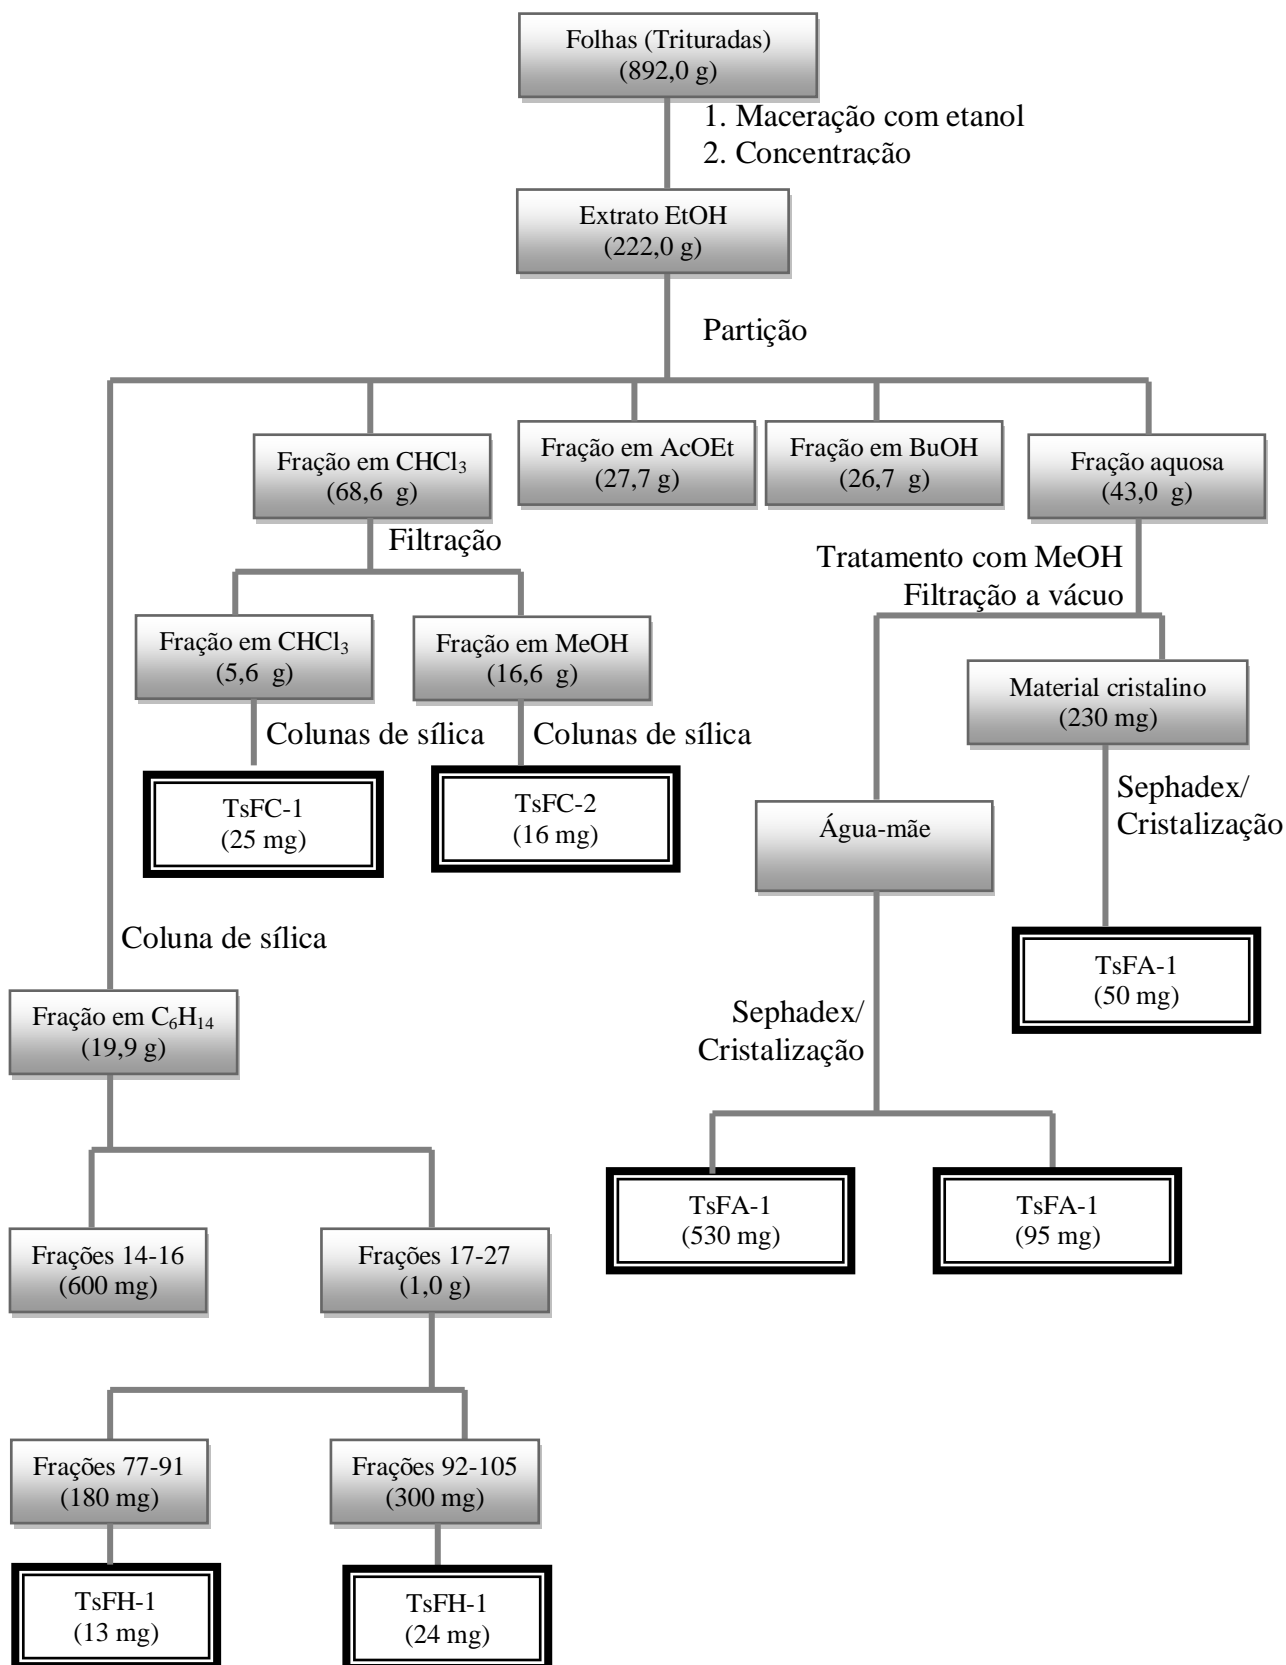 Folhas (Trituradas)
(892,0 g)
1. Maceração com etanol
2. Concentração
Extrato EtOH
(222,0 g)
Partição
Fração em CHCl₃
(68,6 g)
Fração em AcOEt
(27,7 g)
Fração em BuOH
(26,7 g)
Fração aquosa
(43,0 g)
Filtração
Tratamento com MeOH
Filtração a vácuo
Fração em CHCl₃
(5,6 g)
Fração em MeOH
(16,6 g)
Material cristalino
(230 mg)
Colunas de sílica
Colunas de sílica
TsFC-1
(25 mg)
TsFC-2
(16 mg)
Água-mãe
Sephadex/
Cristalização
Coluna de sílica
TsFA-1
(50 mg)
Fração em C₆H₁₄
(19,9 g)
Sephadex/
Cristalização
TsFA-1
(530 mg)
TsFA-1
(95 mg)
Frações 14-16
(600 mg)
Frações 17-27
(1,0 g)
Frações 77-91
(180 mg)
Frações 92-105
(300 mg)
TsFH-1
(13 mg)
TsFH-1
(24 mg)